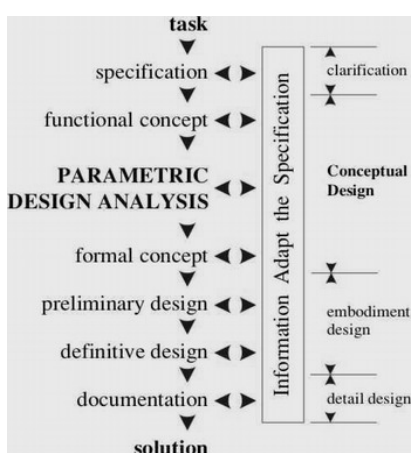 task
specification
functional concept
PARAMETRIC
DESIGN ANALYSIS
formal concept
preliminary design
definitive design
documentation
solution
Information Adapt the Specification
clarification
Conceptual
Design
embodiment
design
detail design